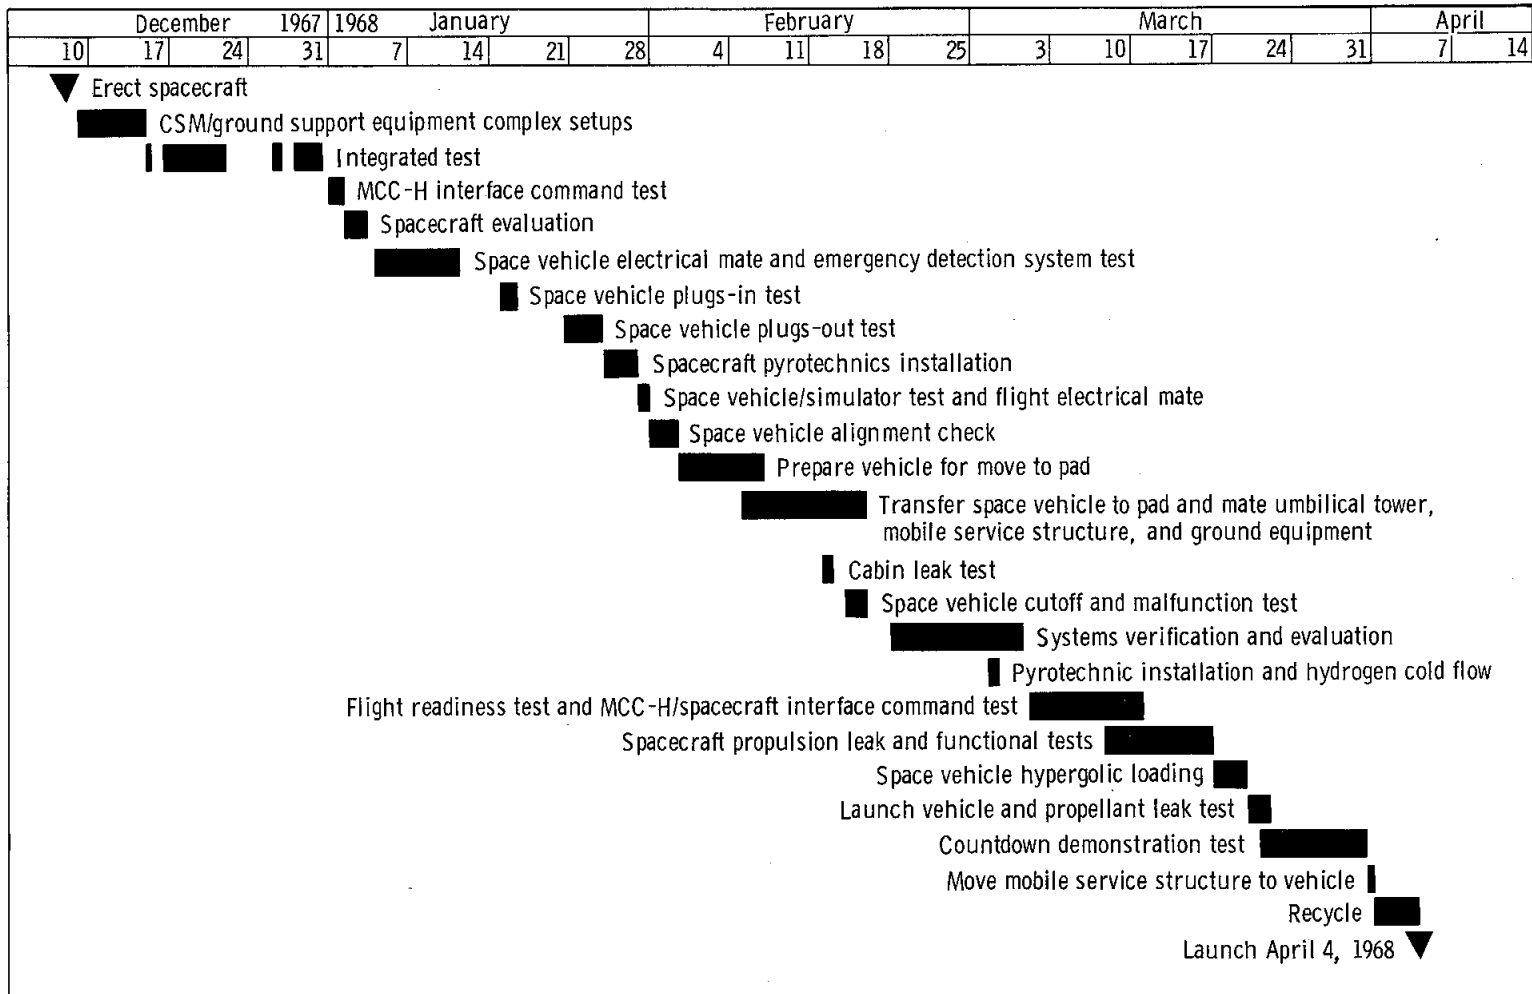 December 1967 1968 January February March April
10 17 24 31 7 14 21 28 4 11 18 25 3 10 17 24 31 7 14
Erect spacecraft
CSM/ground support equipment complex setups
Integrated test
MCC-H interface command test
Spacecraft evaluation
Space vehicle electrical mate and emergency detection system test
Space vehicle plugs-in test
Space vehicle plugs-out test
Spacecraft pyrotechnics installation
Space vehicle/simulator test and flight electrical mate
Space vehicle alignment check
Prepare vehicle for move to pad
Transfer space vehicle to pad and mate umbilical tower,
mobile service structure, and ground equipment
Cabin leak test
Space vehicle cutoff and malfunction test
Systems verification and evaluation
Pyrotechnic installation and hydrogen cold flow
Flight readiness test and MCC-H/spacecraft interface command test
Spacecraft propulsion leak and functional tests
Space vehicle hypergolic loading
Launch vehicle and propellant leak test
Countdown demonstration test
Move mobile service structure to vehicle
Recycle
Launch April 4, 1968